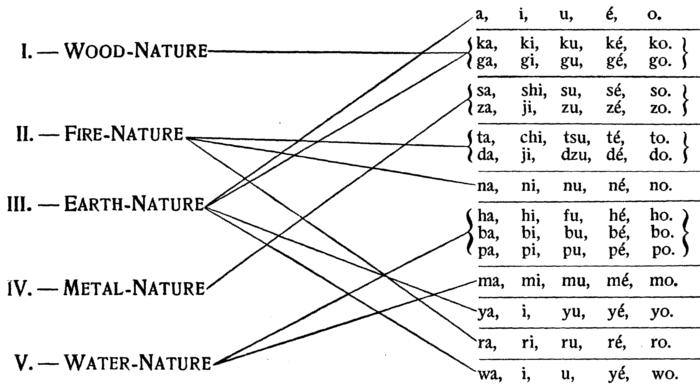 a, i, u, é, o.
I. — WOOD-NATURE
ka, ki, ku, ké, ko.
ga, gi, gu, gé, go.
sa, shi, su, sé, so.
za, ji, zu, zé, zo.
II. — FIRE-NATURE
ta, chi, tsu, té, to.
da, ji, dzu, dé, do.
na, ni, nu, né, no.
III. — EARTH-NATURE
ha, hi, fu, hé, ho.
ba, bi, bu, bé, bo.
pa, pi, pu, pé, po.
IV. — METAL-NATURE
ma, mi, mu, mé, mo.
ya, i, yu, yé, yo.
ra, ri, ru, ré, ro.
V. — WATER-NATURE
wa, i, u, yé, wo.